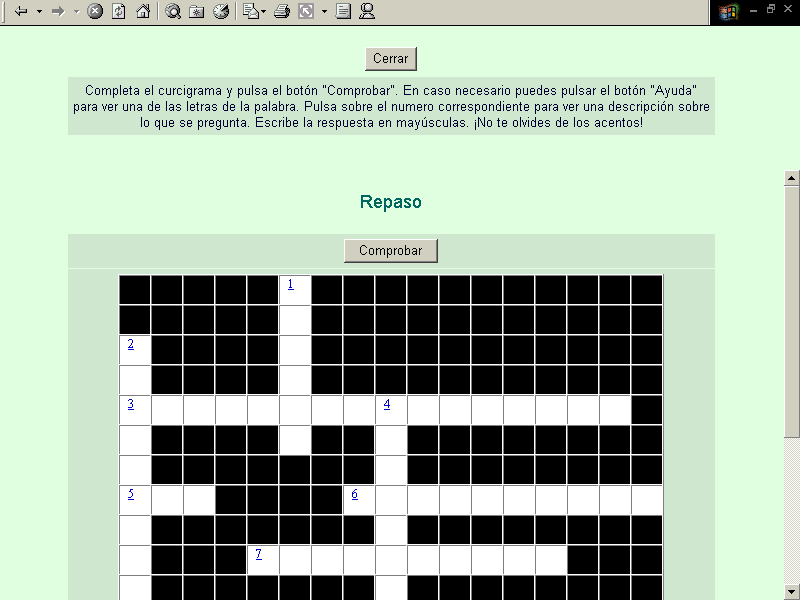 Cerrar
Completa el curcigrama y pulsa el botón "Comprobar". En caso necesario puedes pulsar el botón "Ayuda"
para ver una de las letras de la palabra. Pulsa sobre el numero correspondiente para ver una descripción sobre
lo que se pregunta. Escribe la respuesta en mayúsculas. ¡No te olvides de los acentos!
Repaso
Comprobar
1
2
3 4
5 6
7